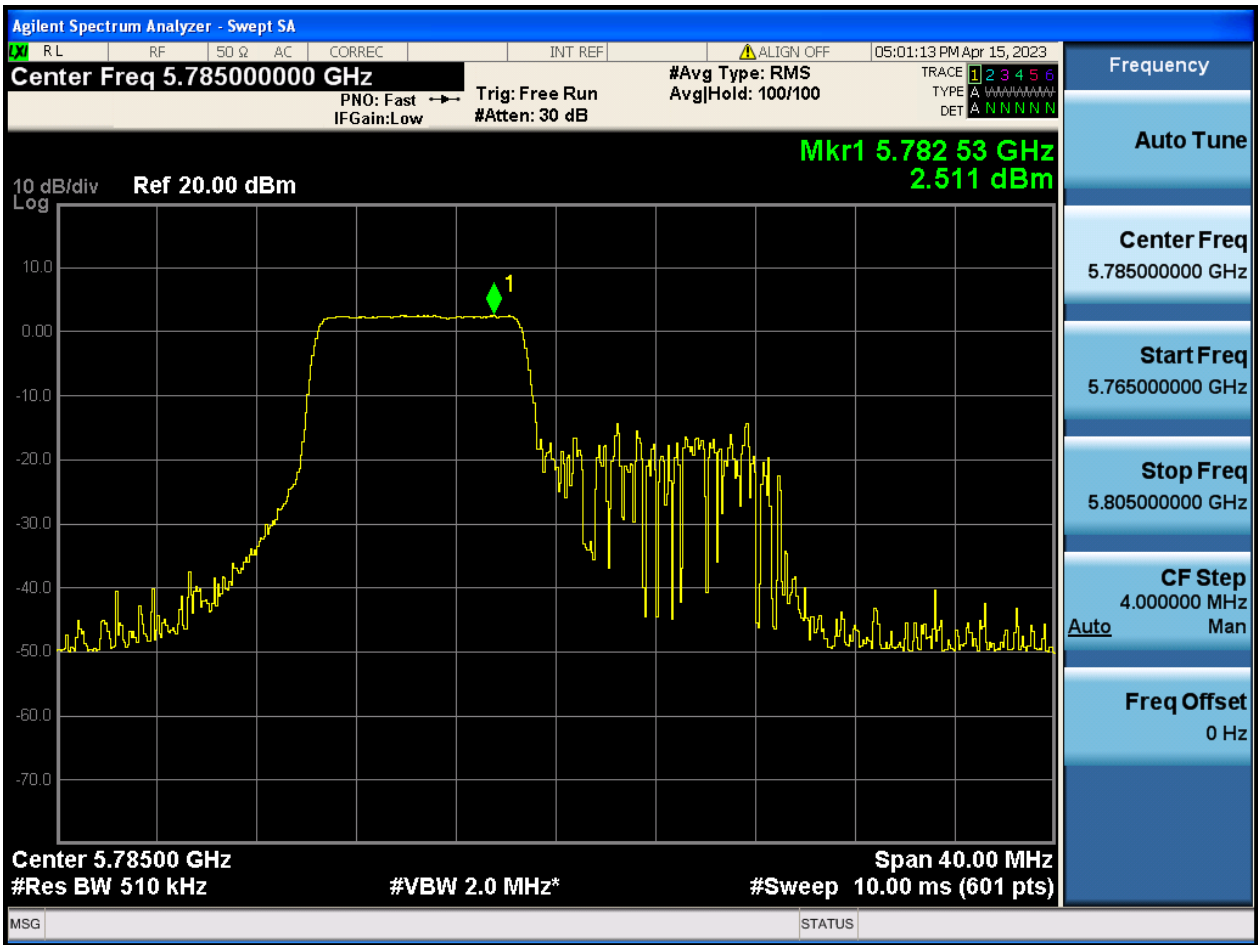 Agilent Spectrum Analyzer - Swept SA
LXI RL RF 50 Ω AC CORREC INT REF ALIGN OFF 05:01:13 PM Apr 15, 2023
Center Freq 5.785000000 GHz
PNO: Fast
IFGain:Low
Trig: Free Run
#Atten: 30 dB
#Avg Type: RMS
Avg|Hold: 100/100
TRACE 1 2 3 4 5 6
TYPE A
DET A N N N N N
Mkr1 5.782 53 GHz
2.511 dBm
10 dB/div Ref 20.00 dBm
Log
1
10.0
0.00
-10.0
-20.0
-30.0
-40.0
-50.0
-60.0
-70.0
Center 5.78500 GHz Span 40.00 MHz
#Res BW 510 kHz #VBW 2.0 MHz* #Sweep 10.00 ms (601 pts)
MSG STATUS
Frequency
Auto Tune
Center Freq
5.785000000 GHz
Start Freq
5.765000000 GHz
Stop Freq
5.805000000 GHz
CF Step
4.000000 MHz
Auto Man
Freq Offset
0 Hz